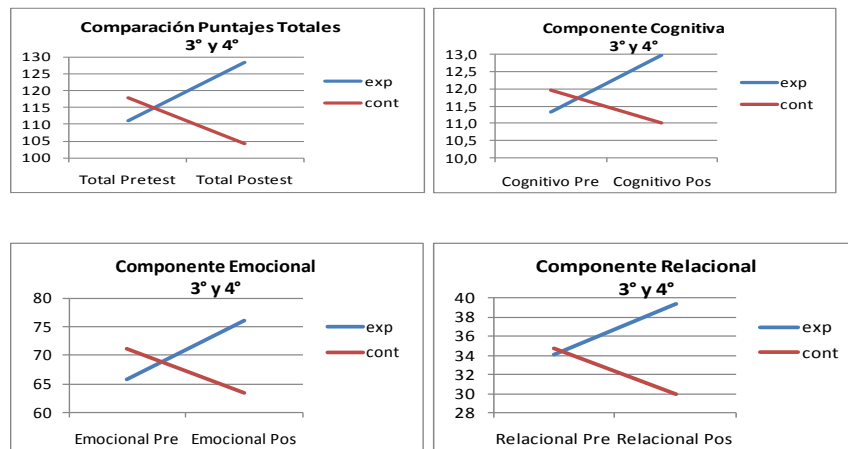 Comparación Puntajes Totales
3° y 4°
130
125
120
115
110
105
100
Total Pretest Total Postest
exp
cont
Componente Cognitiva
3° y 4°
13,0
12,5
12,0
11,5
11,0
10,5
10,0
Cognitivo Pre Cognitivo Pos
exp
cont
Componente Emocional
3° y 4°
80
75
70
65
60
Emocional Pre Emocional Pos
exp
cont
Componente Relacional
3° y 4°
40
38
36
34
32
30
28
Relacional Pre Relacional Pos
exp
cont